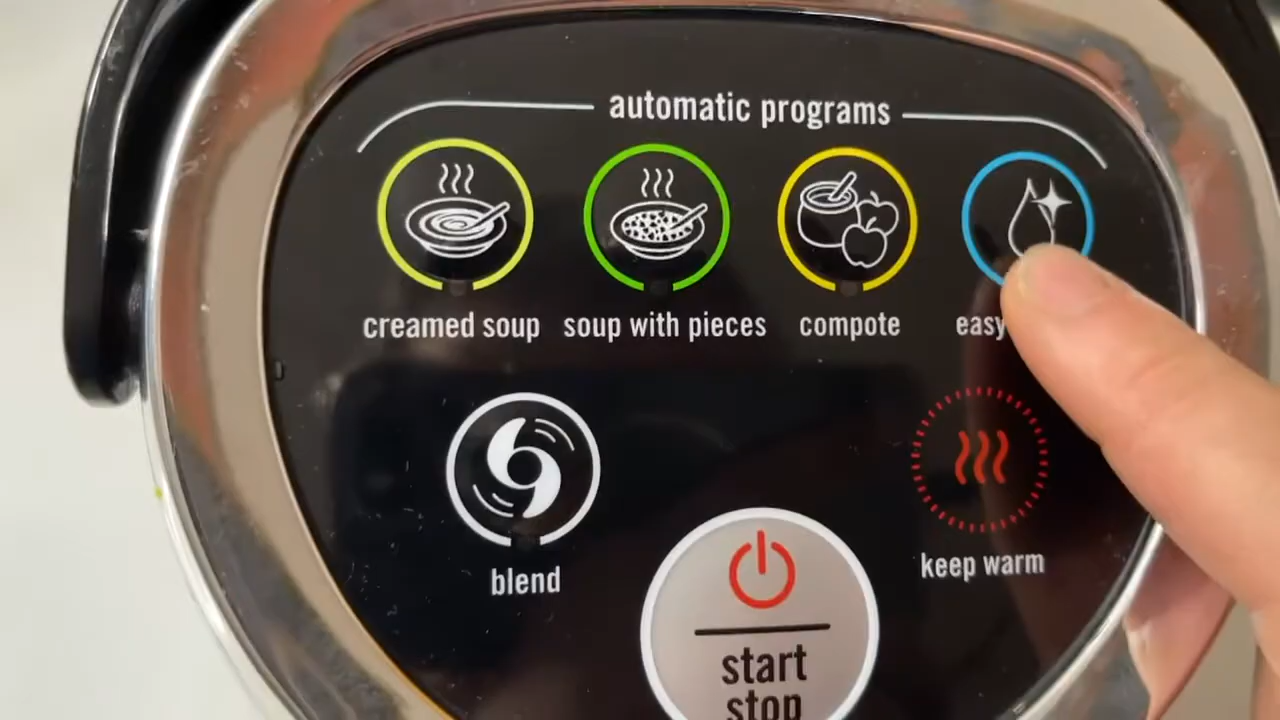 automatic programs
creamed soup
soup with pieces
compote
easy
blend
keep warm
start
stop